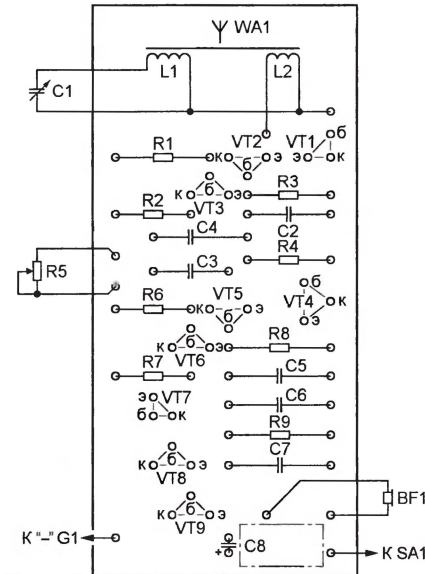 WA1
C1
L1 L2
R1 VT2 VT1 б
к б э э к
к б э VT3 R3
R2 C4 C2
R4
R5 C3
б
R6 VT5 VT4 к
к б э э
к б э VT6 R8
R7 C5
э VT7 C6
б к
R9
к б э C7
VT8
к б э BF1
VT9
К "–" G1 + C8 К SA1